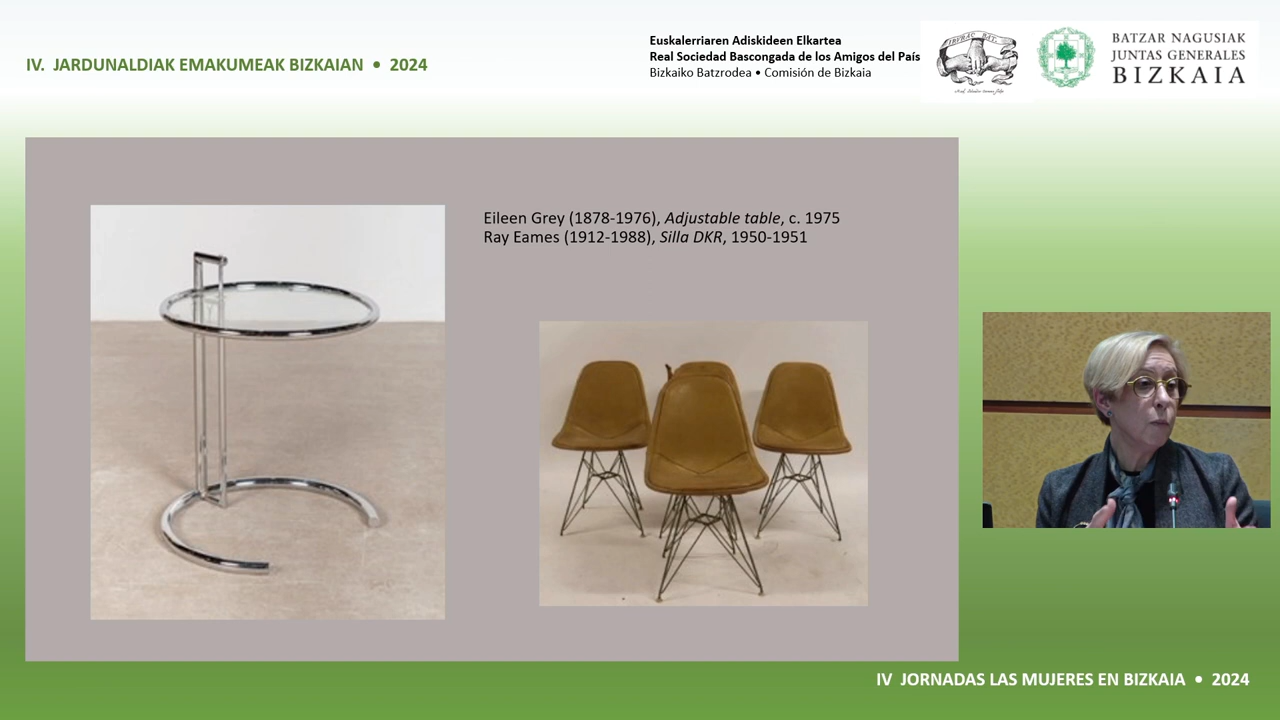 IV. JARDUNALDIAK EMAKUMEAK BIZKAIAN • 2024
Euskalerriaren Adiskideen Elkartea
Real Sociedad Bascongada de los Amigos del País
Bizkaiko Batzrodea • Comisión de Bizkaia
BATZAR NAGUSIAK
JUNTAS GENERALES
BIZKAIA
Eileen Grey (1878-1976), Adjustable table, c. 1975
Ray Eames (1912-1988), Silla DKR, 1950-1951
IV JORNADAS LAS MUJERES EN BIZKAIA • 2024